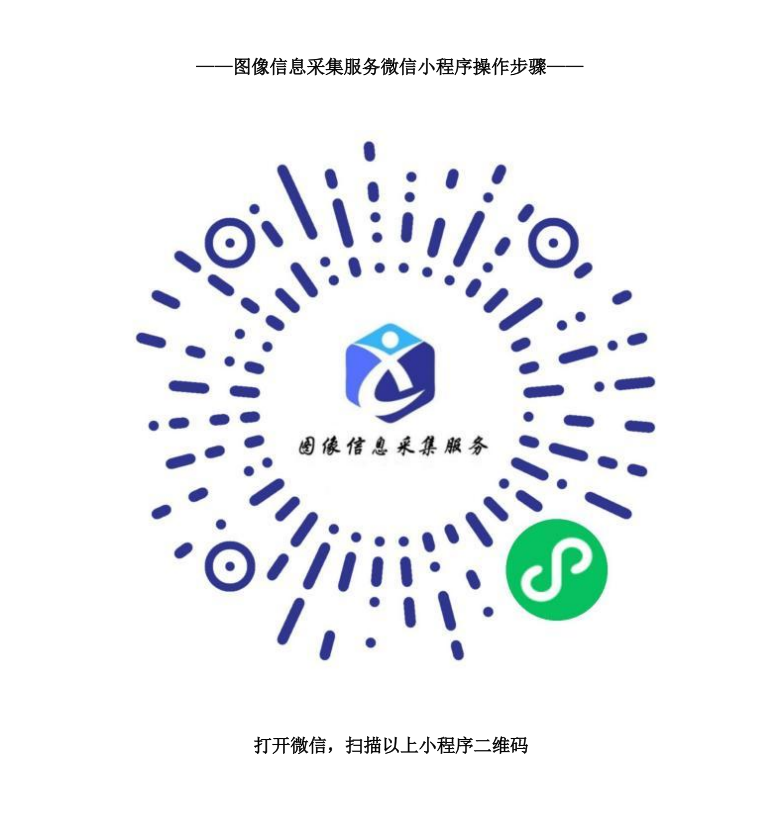 ——图像信息采集服务微信小程序操作步骤——
图像信息采集服务
打开微信，扫描以上小程序二维码